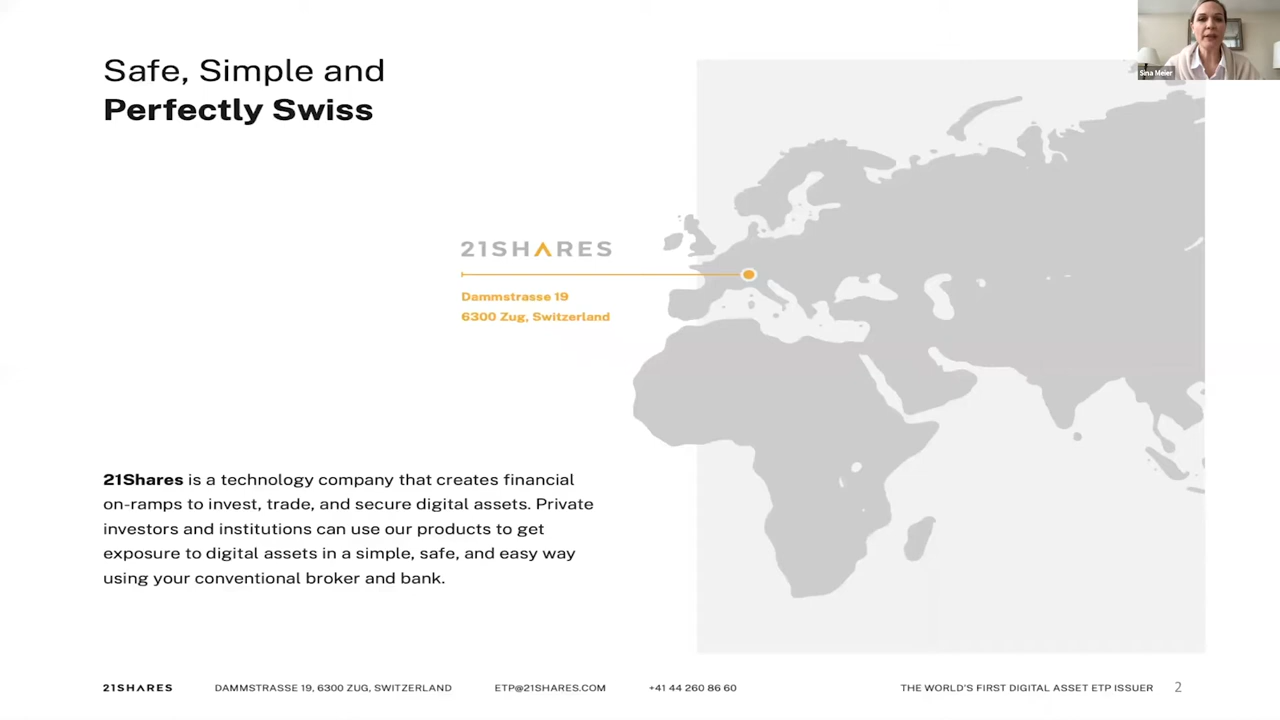 Safe, Simple and
Perfectly Swiss
Sina Meier
21SHARES
Dammstrasse 19
6300 Zug, Switzerland
21Shares is a technology company that creates financial
on-ramps to invest, trade, and secure digital assets. Private
investors and institutions can use our products to get
exposure to digital assets in a simple, safe, and easy way
using your conventional broker and bank.
21SHARES DAMMSTRASSE 19, 6300 ZUG, SWITZERLAND ETP@21SHARES.COM +41 44 260 86 60 THE WORLD'S FIRST DIGITAL ASSET ETP ISSUER 2